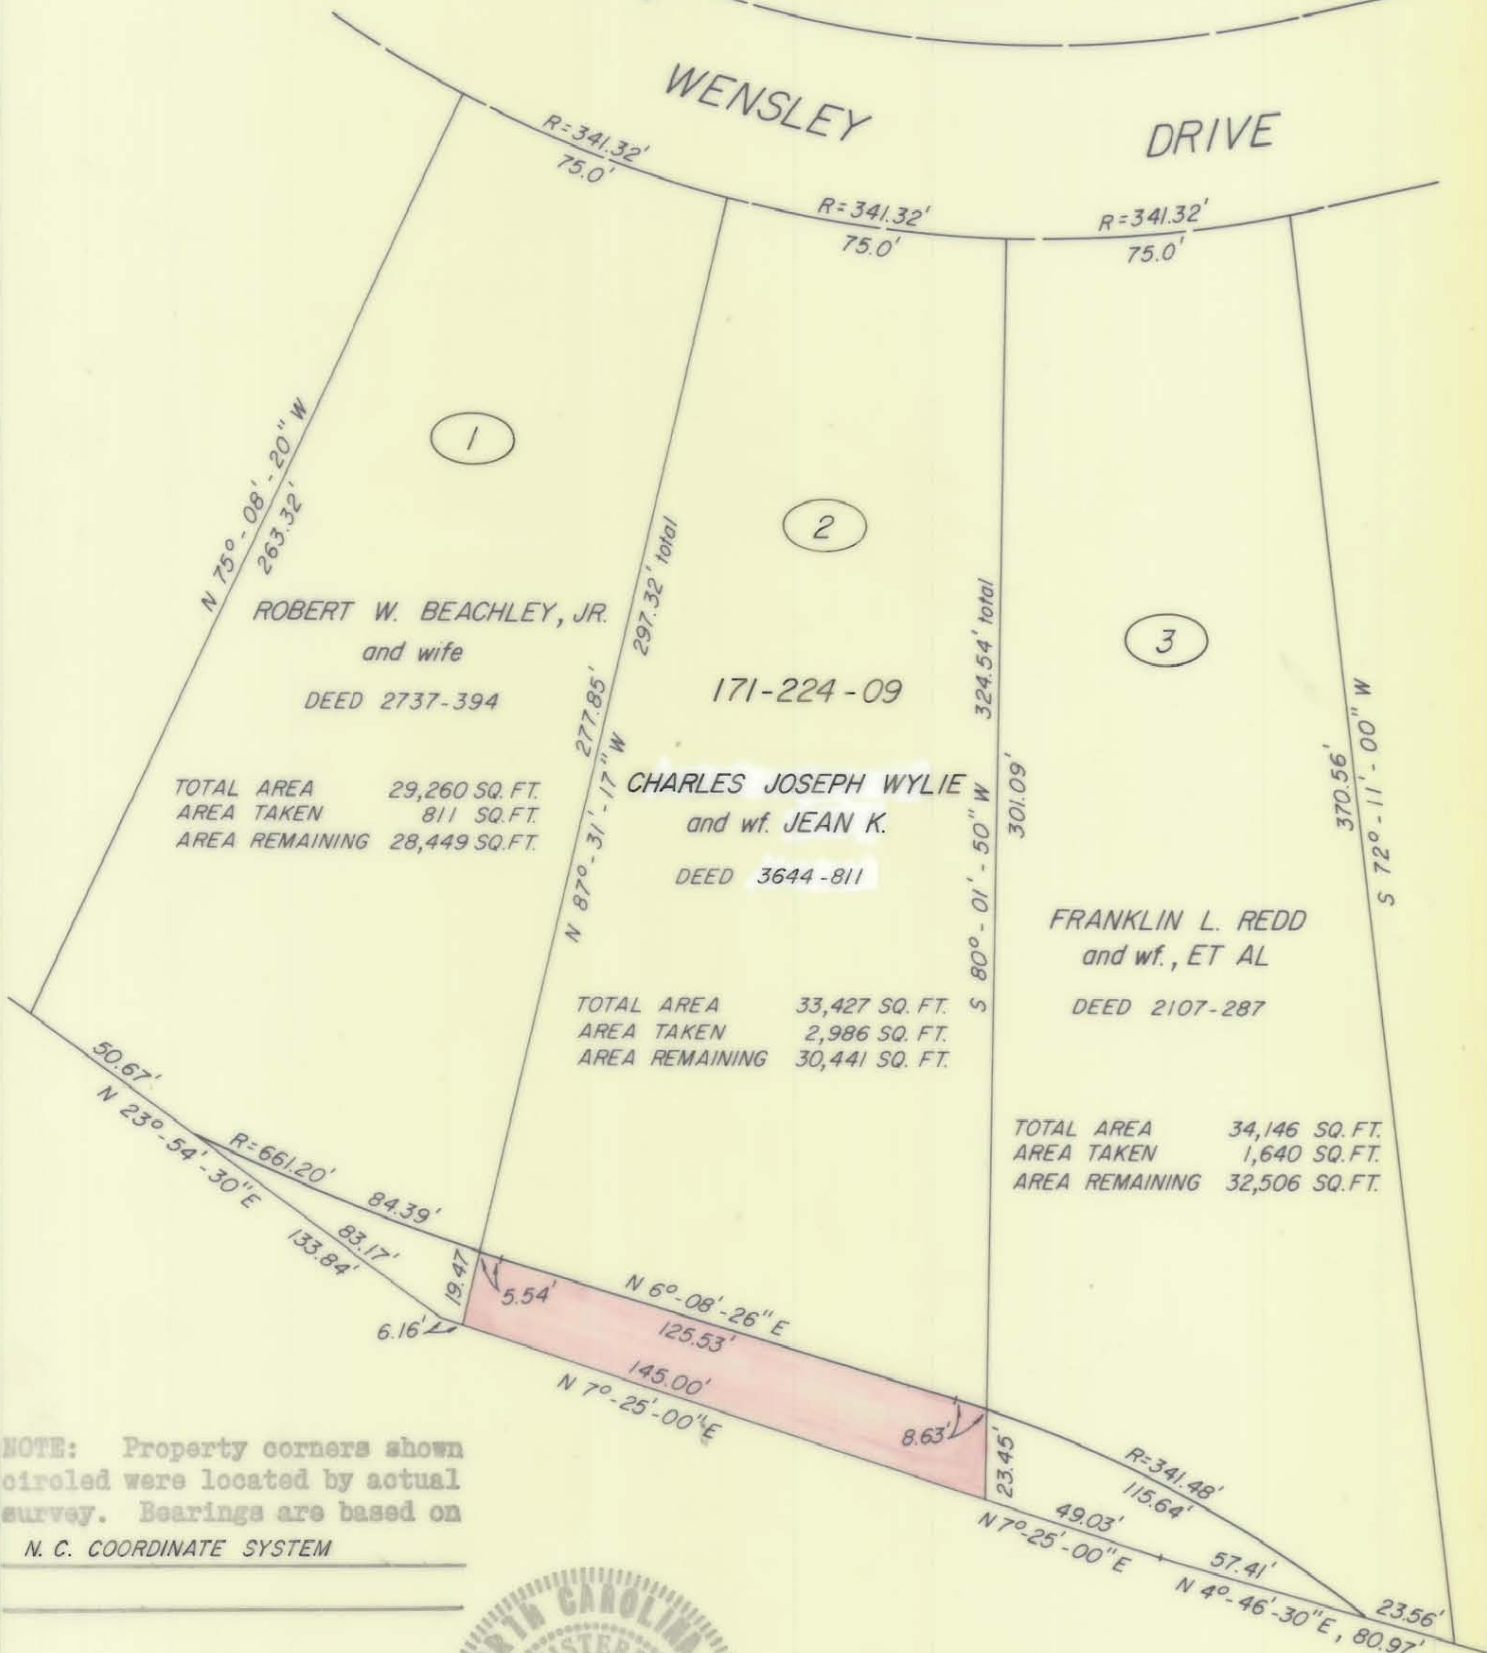 WENSLEY DRIVE
R=341.32'
75.0'
R=341.32'
75.0'
R=341.32'
75.0'
N 75°-08'-20" W
263.32'
1
ROBERT W. BEACHLEY, JR.
and wife
DEED 2737-394
TOTAL AREA 29,260 SQ. FT.
AREA TAKEN 811 SQ.FT.
AREA REMAINING 28,449 SQ.FT.
297.32' total
277.85'
N 87°-31'-17" W
2
171-224-09
CHARLES JOSEPH WYLIE
and wf. JEAN K.
DEED 3644-811
TOTAL AREA 33,427 SQ. FT.
AREA TAKEN 2,986 SQ. FT.
AREA REMAINING 30,441 SQ. FT.
324.54' total
301.09'
S 80°-01'-50" W
3
FRANKLIN L. REDD
and wf., ET AL
DEED 2107-287
TOTAL AREA 34,146 SQ. FT.
AREA TAKEN 1,640 SQ.FT.
AREA REMAINING 32,506 SQ.FT.
370.56'
S 72°-11'-00" W
50.67'
N 23°-54'-30"E
R=661.20'
84.39'
83.17'
133.84'
19.47
6.16'
5.54'
N 6°-08'-26" E
125.53'
145.00'
N 7°-25'-00"E
8.63'
23.45'
R=341.48'
115.64'
49.03'
N 7°-25'-00" E
57.41'
N 4°-46'-30"E, 80.97'
23.56'
NOTE: Property corners shown
circled were located by actual
survey. Bearings are based on
N. C. COORDINATE SYSTEM
NORTH CAROLINA